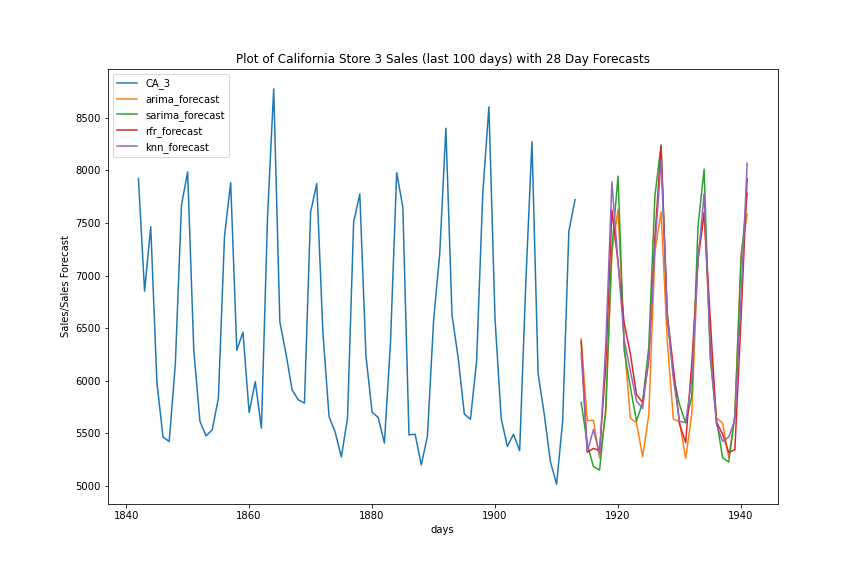 Plot of California Store 3 Sales (last 100 days) with 28 Day Forecasts
CA_3
arima_forecast
sarima_forecast
rfr_forecast
knn_forecast
Sales/Sales Forecast
8500
8000
7500
7000
6500
6000
5500
5000
1840 1860 1880 1900 1920 1940
days